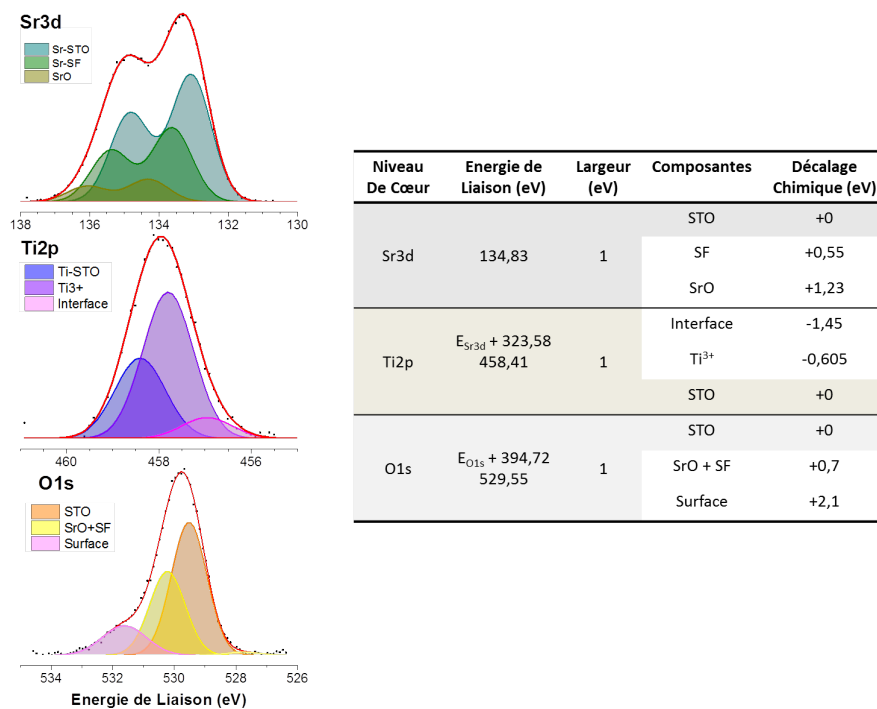 Sr3d
Sr-STO
Sr-SF
SrO
138 136 134 132 130
Ti2p
Ti-STO
Ti3+
Interface
460 458 456
O1s
STO
SrO+SF
Surface
534 532 530 528 526
Energie de Liaison (eV)
Niveau De Cœur Energie de Liaison (eV) Largeur (eV) Composantes Décalage Chimique (eV)
Sr3d 134,83 1
STO +0
SF +0,55
SrO +1,23
Ti2p E_Sr3d + 323,58 458,41 1
Interface -1,45
Ti³⁺ -0,605
STO +0
O1s E_O1s + 394,72 529,55 1
STO +0
SrO + SF +0,7
Surface +2,1